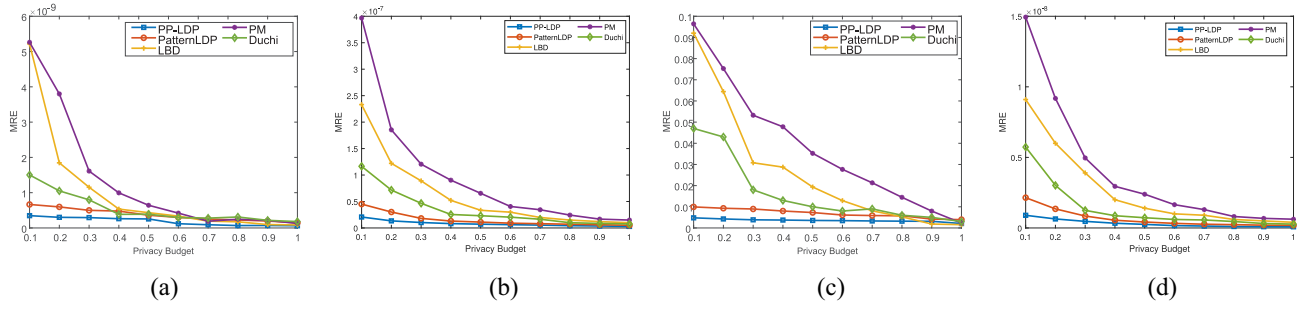 ×10⁻⁹
6
5
4
3
2
1
0
MRE
PP-LDP
PatternLDP
LBD
PM
Duchi
0.1 0.2 0.3 0.4 0.5 0.6 0.7 0.8 0.9 1
Privacy Budget
(a)
×10⁻⁷
4
3.5
3
2.5
2
1.5
1
0.5
0
MRE
PP-LDP
PatternLDP
LBD
PM
Duchi
0.1 0.2 0.3 0.4 0.5 0.6 0.7 0.8 0.9 1
Privacy Budget
(b)
0.1
0.09
0.08
0.07
0.06
0.05
0.04
0.03
0.02
0.01
0
MRE
PP-LDP
PatternLDP
LBD
PM
Duchi
0.1 0.2 0.3 0.4 0.5 0.6 0.7 0.8 0.9 1
Privacy Budget
(c)
×10⁻⁸
1.5
1
0.5
0
MRE
PP-LDP
PatternLDP
LBD
PM
Duchi
0.1 0.2 0.3 0.4 0.5 0.6 0.7 0.8 0.9 1
Privacy Budget
(d)